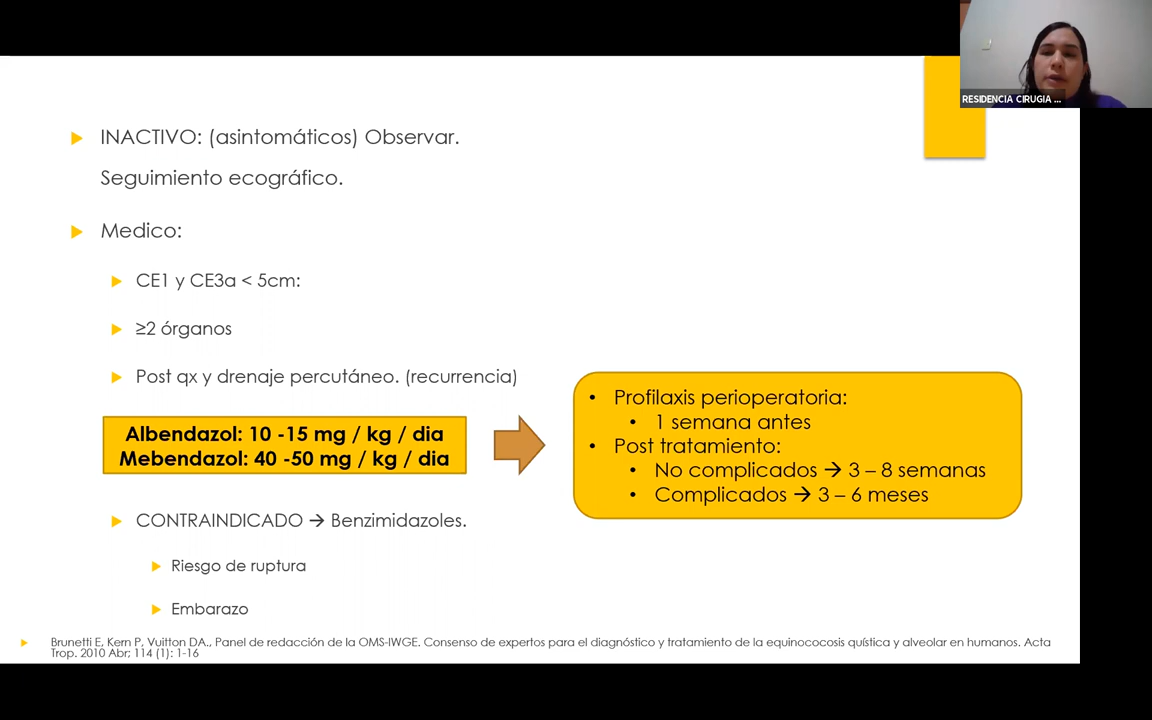 RESIDENCIA CIRUGIA ...
INACTIVO: (asintomáticos) Observar.
Seguimiento ecográfico.
Medico:
CE1 y CE3a < 5cm:
≥2 órganos
Post qx y drenaje percutáneo. (recurrencia)
Albendazol: 10 -15 mg / kg / dia
Mebendazol: 40 -50 mg / kg / dia
• Profilaxis perioperatoria:
• 1 semana antes
• Post tratamiento:
• No complicados → 3 – 8 semanas
• Complicados → 3 – 6 meses
CONTRAINDICADO → Benzimidazoles.
Riesgo de ruptura
Embarazo
Brunetti E, Kern P, Vuitton DA., Panel de redacción de la OMS-IWGE. Consenso de expertos para el diagnóstico y tratamiento de la equinococosis quística y alveolar en humanos. Acta
Trop. 2010 Abr; 114 (1): 1-16